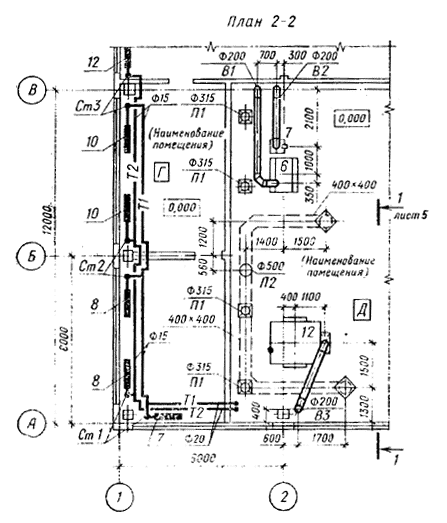 План 2-2
12
Ф200
700
300
Ф200
В1
В2
В
Ст3
Ф15
Ф315
П1
2100
0,000
10
(Наименование
помещения)
7
6
Т2
Г
Ф315
П1
1000
350
400×400
1
лист 5
12000
10
Т1
0,000
1200
1400
1500
Б
(Наименование
помещения)
Ст2
560
Ф500
П2
8
Ф315
П1
400
1100
Д
Ф15
400×400
12
6000
Ф315
П1
1500
8
Т1
Т2
400
Ф200
В3
1300
А
Ст1
7
Ф20
600
1700
1
6000
1
2